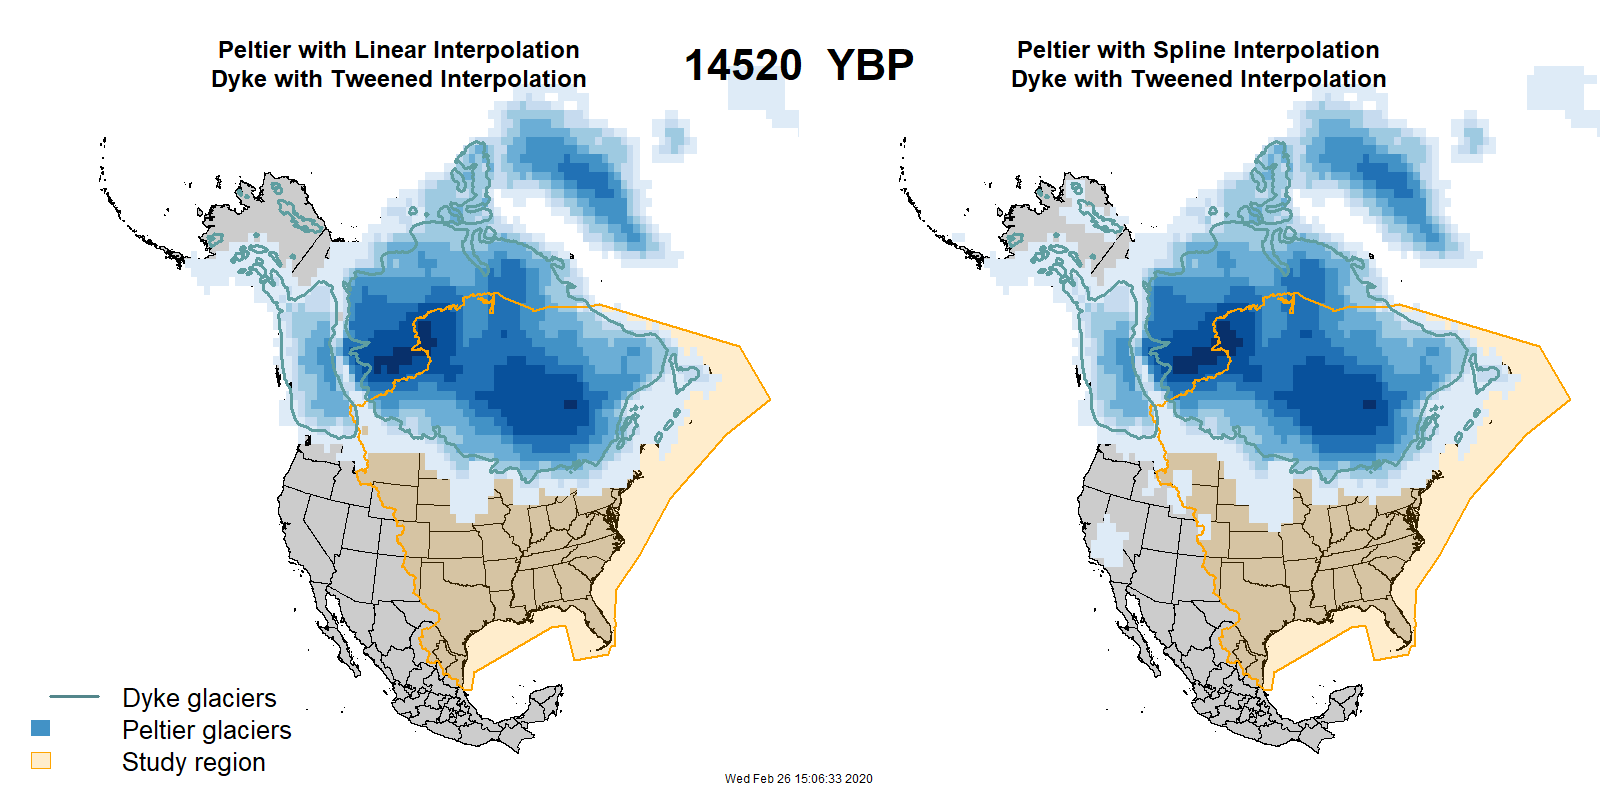 Peltier with Linear Interpolation
Dyke with Tweened Interpolation
14520 YBP
Peltier with Spline Interpolation
Dyke with Tweened Interpolation
Dyke glaciers
Peltier glaciers
Study region
Wed Feb 26 15:06:33 2020